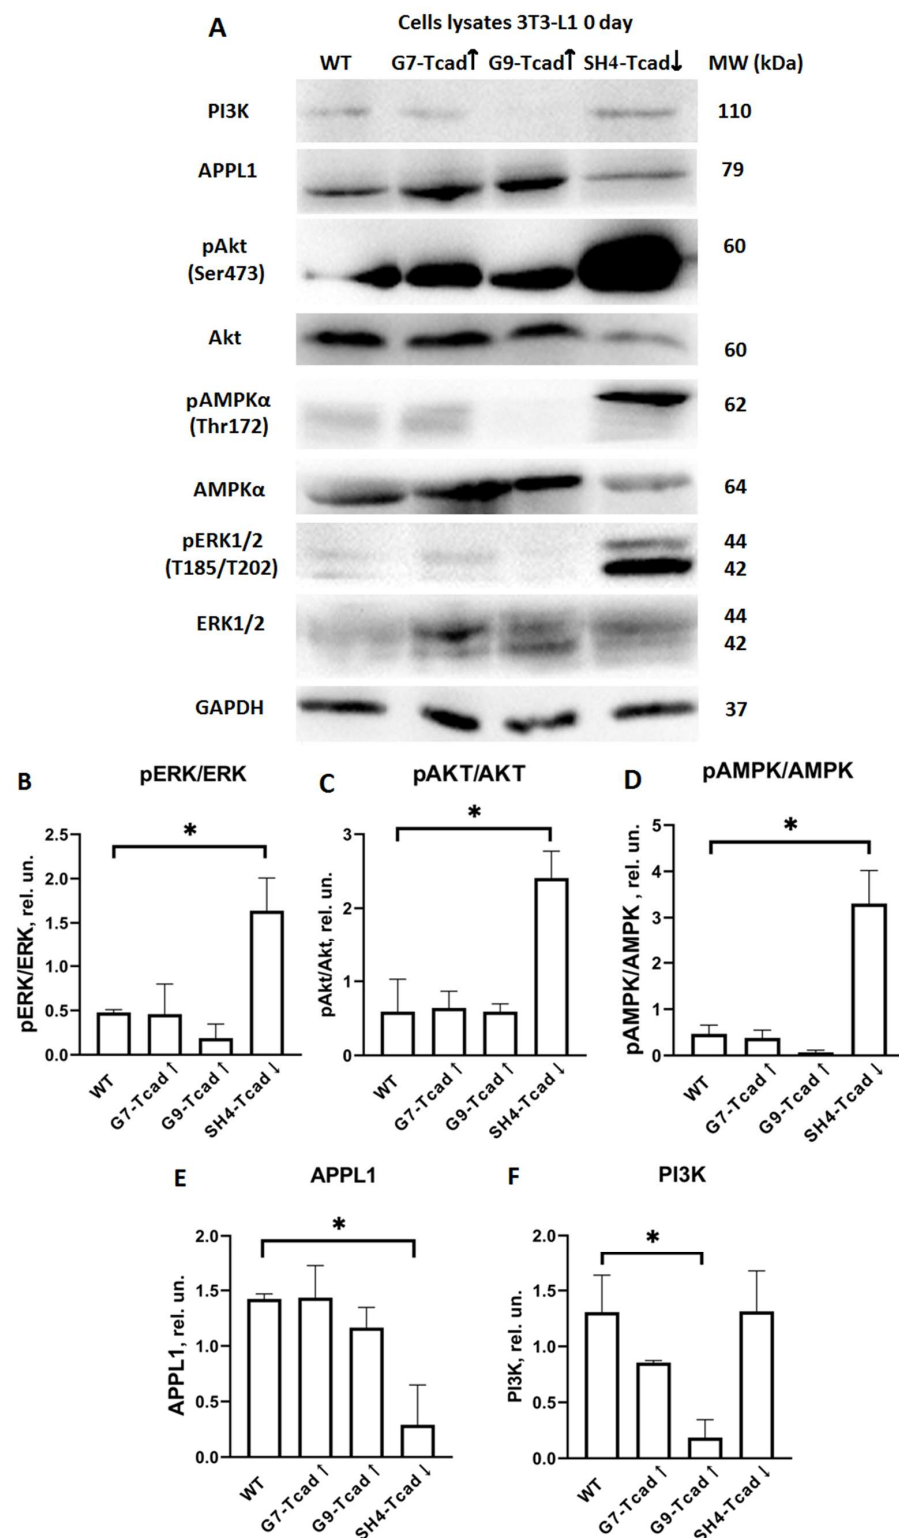 A
Cells lysates 3T3-L1 0 day
WT G7-Tcad↑ G9-Tcad↑ SH4-Tcad↓ MW (kDa)
PI3K 110
APPL1 79
pAkt 60
(Ser473)
Akt 60
pAMPKα 62
(Thr172)
AMPKα 64
pERK1/2 44
(T185/T202) 42
ERK1/2 44
42
GAPDH 37
B
pERK/ERK
*
pERK/ERK, rel. un.
2.5
2.0
1.5
1.0
0.5
0.0
WT
G7-Tcad↑
G9-Tcad↑
SH4-Tcad↓
C
pAKT/AKT
*
pAkt/Akt, rel. un.
3
2
1
0
WT
G7-Tcad↑
G9-Tcad↑
SH4-Tcad↓
D
pAMPK/AMPK
*
pAMPK/AMPK , rel. un.
5
4
3
2
1
0
WT
G7-Tcad↑
G9-Tcad↑
SH4-Tcad↓
E
APPL1
*
APPL1, rel. un.
2.0
1.5
1.0
0.5
0.0
WT
G7-Tcad↑
G9-Tcad↑
SH4-Tcad↓
F
PI3K
*
PI3K, rel. un.
2.0
1.5
1.0
0.5
0.0
WT
G7-Tcad↑
G9-Tcad↑
SH4-Tcad↓